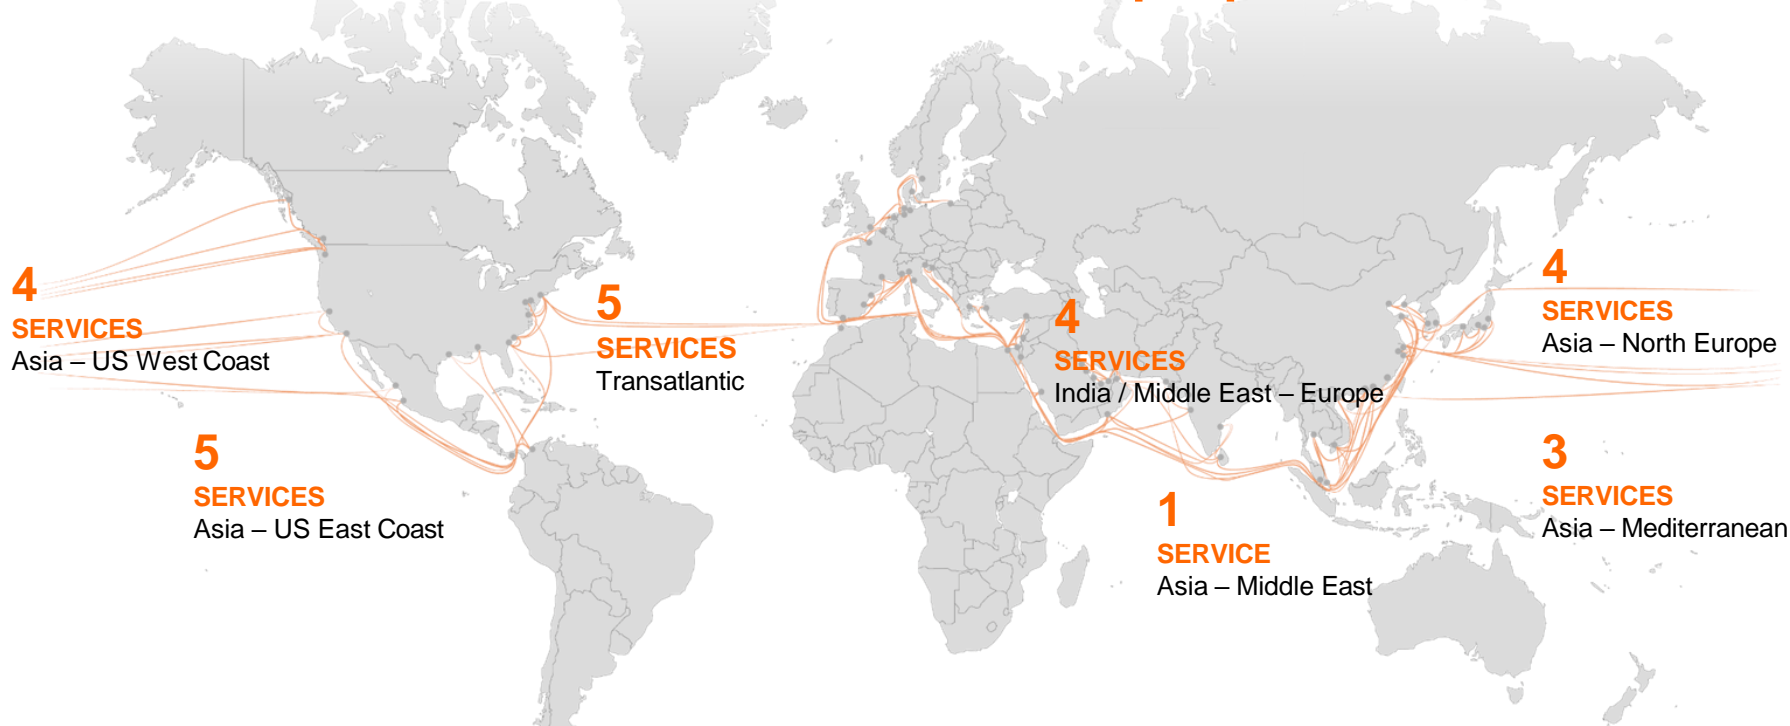 4
SERVICES
Asia – US West Coast
5
SERVICES
Asia – US East Coast
5
SERVICES
Transatlantic
4
SERVICES
India / Middle East – Europe
1
SERVICE
Asia – Middle East
4
SERVICES
Asia – North Europe
3
SERVICES
Asia – Mediterranean